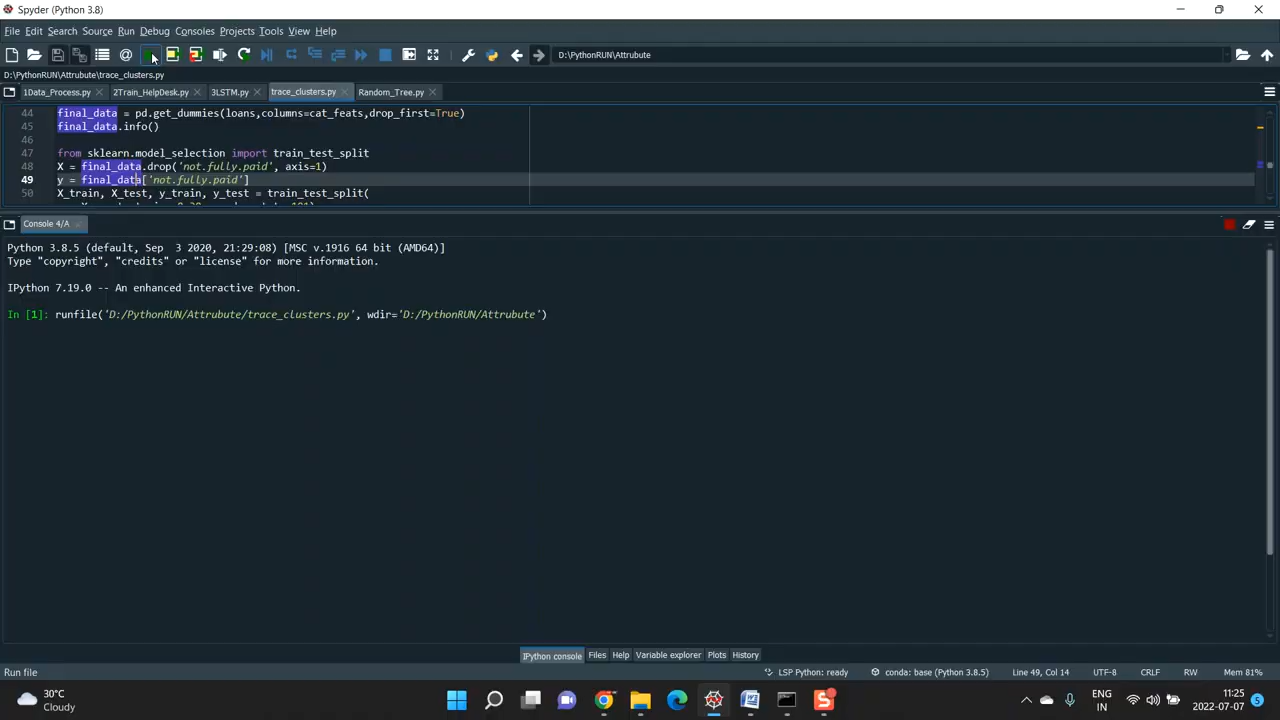 Spyder (Python 3.8)
File Edit Search Source Run Debug Consoles Projects Tools View Help
D:\PythonRUN\Attrubute
D:\PythonRUN\Attrubute\trace_clusters.py
1Data_Process.py 2Train_HelpDesk.py 3LSTM.py trace_clusters.py Random_Tree.py
44 final_data = pd.get_dummies(loans,columns=cat_feats,drop_first=True)
45 final_data.info()
46
47 from sklearn.model_selection import train_test_split
48 X = final_data.drop('not.fully.paid', axis=1)
49 y = final_data['not.fully.paid']
50 X_train, X_test, y_train, y_test = train_test_split(
Console 4/A
Python 3.8.5 (default, Sep  3 2020, 21:29:08) [MSC v.1916 64 bit (AMD64)]
Type "copyright", "credits" or "license" for more information.
IPython 7.19.0 -- An enhanced Interactive Python.
In [1]: runfile('D:/PythonRUN/Attrubute/trace_clusters.py', wdir='D:/PythonRUN/Attrubute')
IPython console Files Help Variable explorer Plots History
Run file LSP Python: ready conda: base (Python 3.8.5) Line 49, Col 14 UTF-8 CRLF RW Mem 81%
30°C
Cloudy
ENG
IN
11:25
2022-07-07
5